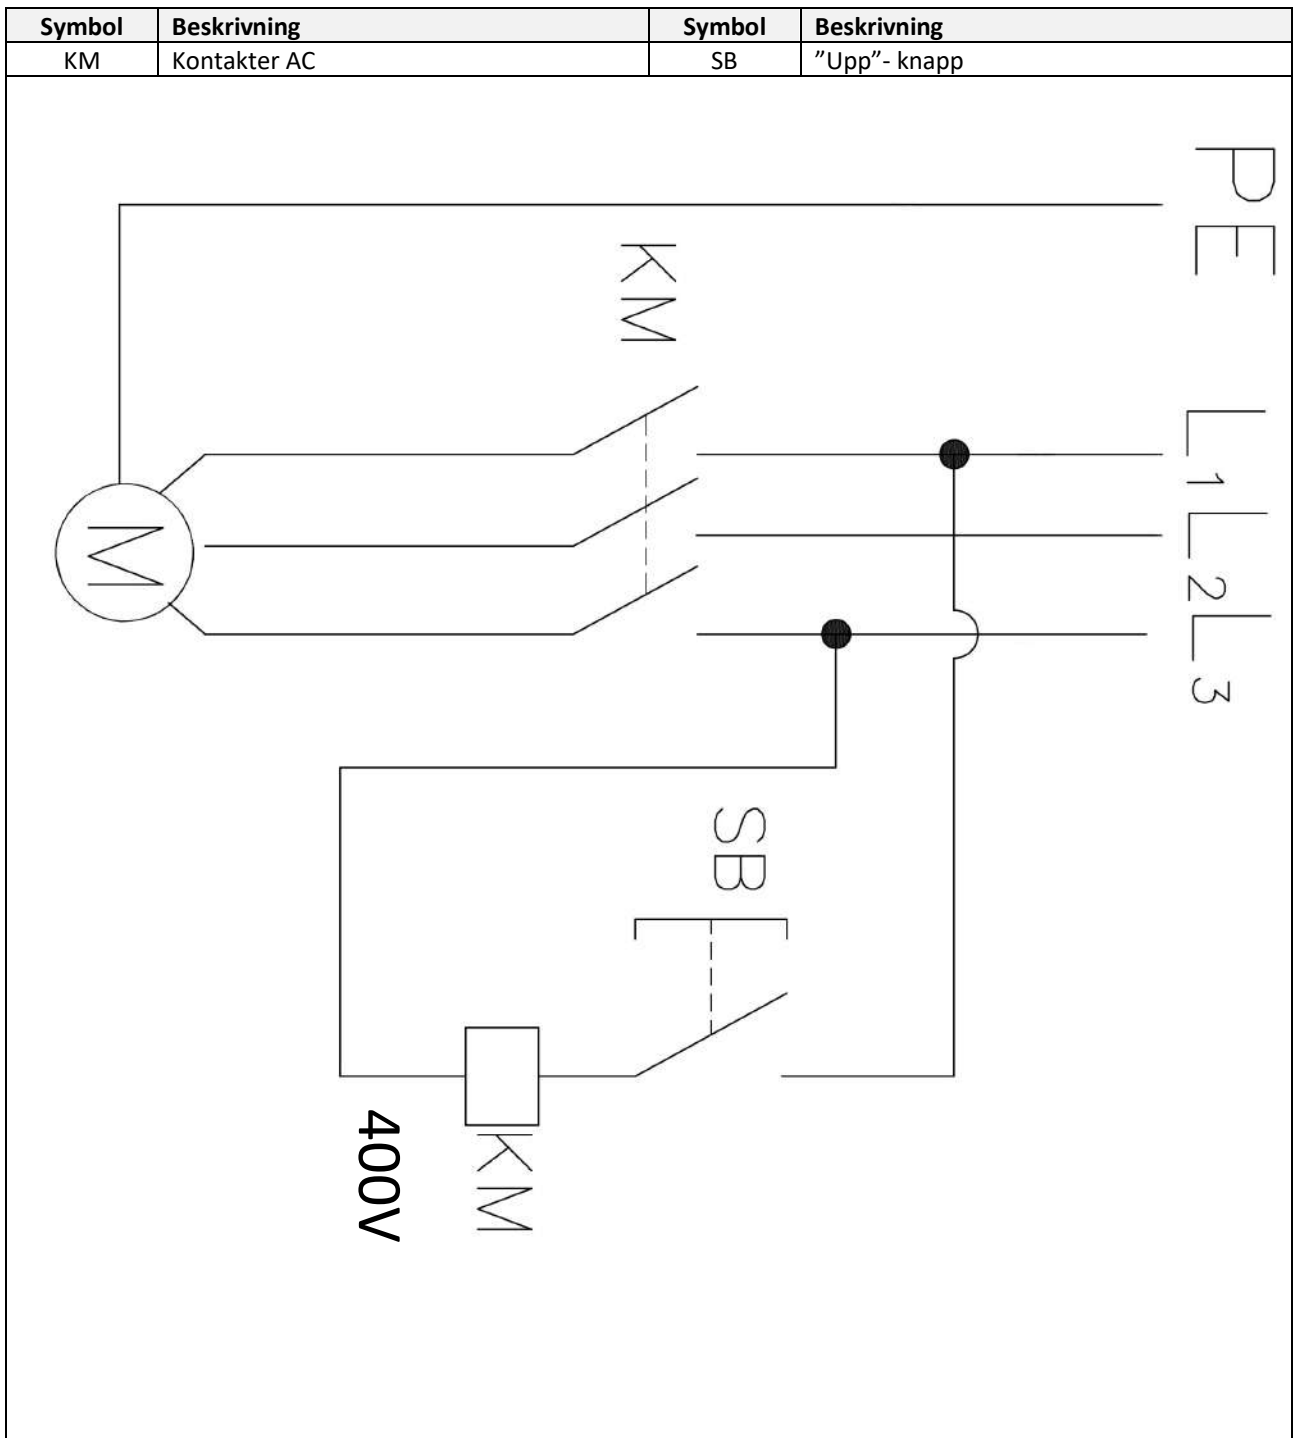 Symbol Beskrivning Symbol Beskrivning
KM Kontakter AC SB ”Upp”- knapp
PE
KM
L1
L2
L3
SB
KM
400V
M